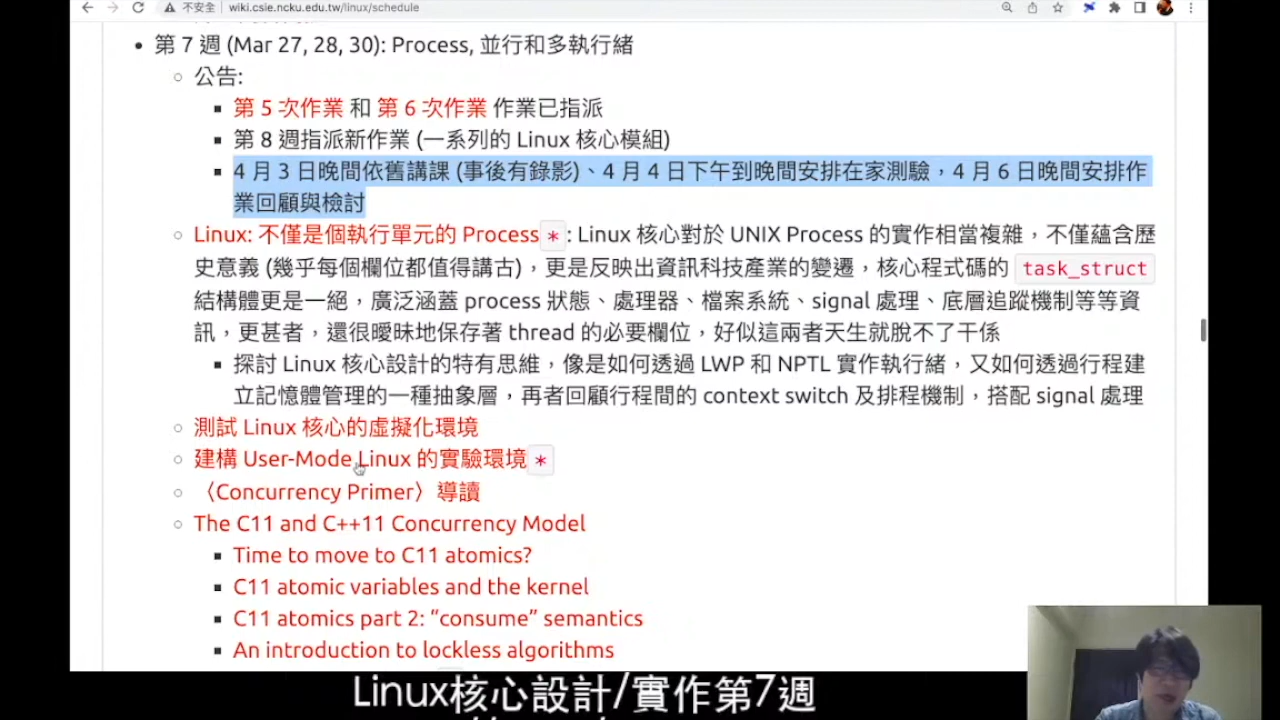 不安全 wiki.csie.ncku.edu.tw/linux/schedule
第 7 週 (Mar 27, 28, 30): Process, 並行和多執行緒
公告:
第 5 次作業 和 第 6 次作業 作業已指派
第 8 週指派新作業 (一系列的 Linux 核心模組)
4 月 3 日晚間依舊講課 (事後有錄影)、4 月 4 日下午到晚間安排在家測驗，4 月 6 日晚間安排作
業回顧與檢討
Linux: 不僅是個執行單元的 Process * : Linux 核心對於 UNIX Process 的實作相當複雜，不僅蘊含歷
史意義 (幾乎每個欄位都值得講古)，更是反映出資訊科技產業的變遷，核心程式碼的 task_struct
結構體更是一絕，廣泛涵蓋 process 狀態、處理器、檔案系統、signal 處理、底層追蹤機制等等資
訊，更甚者，還很曖昧地保存著 thread 的必要欄位，好似這兩者天生就脫不了干係
探討 Linux 核心設計的特有思維，像是如何透過 LWP 和 NPTL 實作執行緒，又如何透過行程建
立記憶體管理的一種抽象層，再者回顧行程間的 context switch 及排程機制，搭配 signal 處理
測試 Linux 核心的虛擬化環境
建構 User-Mode Linux 的實驗環境 *
〈Concurrency Primer〉導讀
The C11 and C++11 Concurrency Model
Time to move to C11 atomics?
C11 atomic variables and the kernel
C11 atomics part 2: “consume” semantics
An introduction to lockless algorithms
Linux核心設計/實作第7週